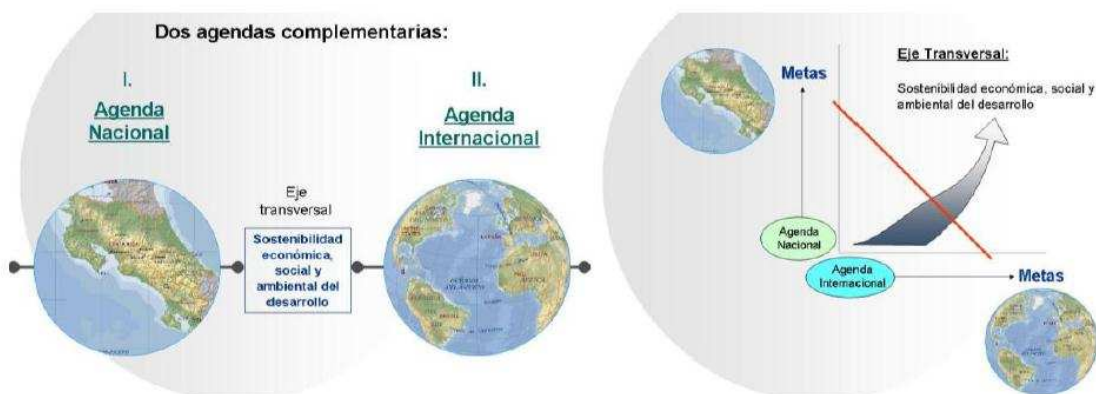 Dos agendas complementarias:
I.
Agenda
Nacional
II.
Agenda
Internacional
Eje
transversal
Sostenibilidad
económica,
social y
ambiental del
desarrollo
Metas
Eje Transversal:
Sostenibilidad económica, social y
ambiental del desarrollo
Agenda
Nacional
Agenda
Internacional
Metas